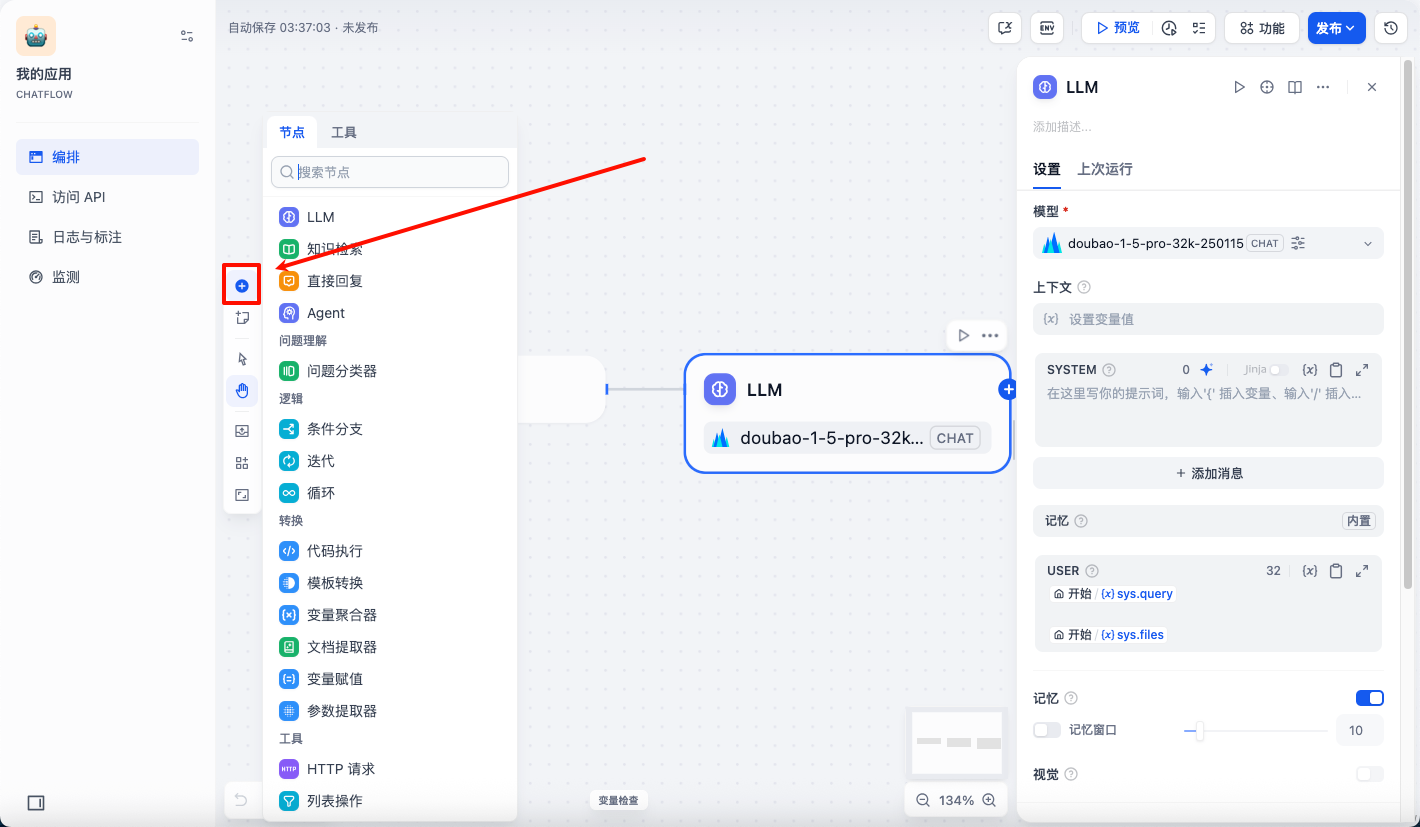 我的应用
CHATFLOW
编排
访问 API
日志与标注
监测
自动保存 03:37:03 · 未发布
ENV
预览
功能
发布
节点
工具
搜索节点
LLM
知识检索
直接回复
Agent
问题理解
问题分类器
逻辑
条件分支
迭代
循环
转换
代码执行
模板转换
变量聚合器
文档提取器
变量赋值
参数提取器
工具
HTTP HTTP 请求
列表操作
LLM
doubao-1-5-pro-32k... CHAT
变量检查
134%
LLM
添加描述...
设置 上次运行
模型 *
doubao-1-5-pro-32k-250115 CHAT
上下文
{x} 设置变量值
SYSTEM 0 Jinja {x}
在这里写你的提示词，输入'{' 插入变量、输入'/' 插入...
+ 添加消息
记忆 内置
USER 32 {x}
开始 / {x} sys.query
开始 / {x} sys.files
记忆
记忆窗口 10
视觉